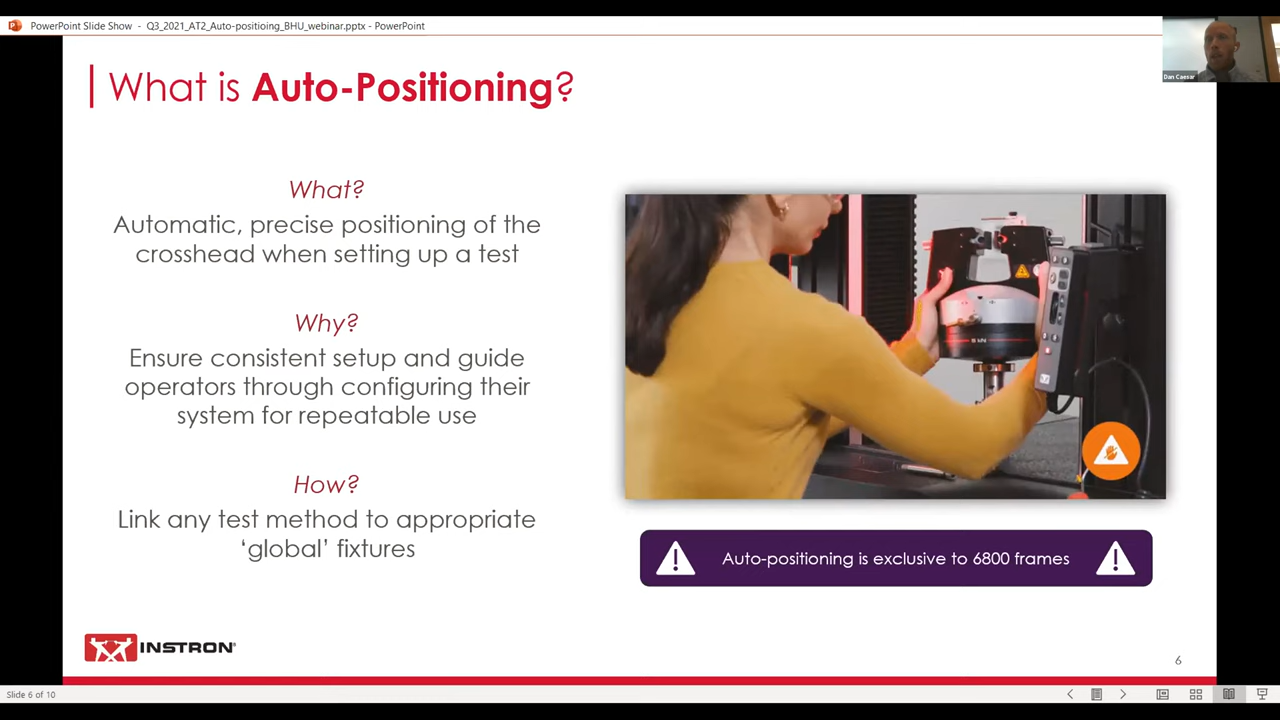 PowerPoint Slide Show - Q3_2021_AT2_Auto-positioing_BHU_webinar.pptx - PowerPoint
Dan Caesar
What is Auto-Positioning?
What?
Automatic, precise positioning of the
crosshead when setting up a test
Why?
Ensure consistent setup and guide
operators through configuring their
system for repeatable use
How?
Link any test method to appropriate
‘global’ fixtures
5 kN
Auto-positioning is exclusive to 6800 frames
INSTRON®
6
Slide 6 of 10